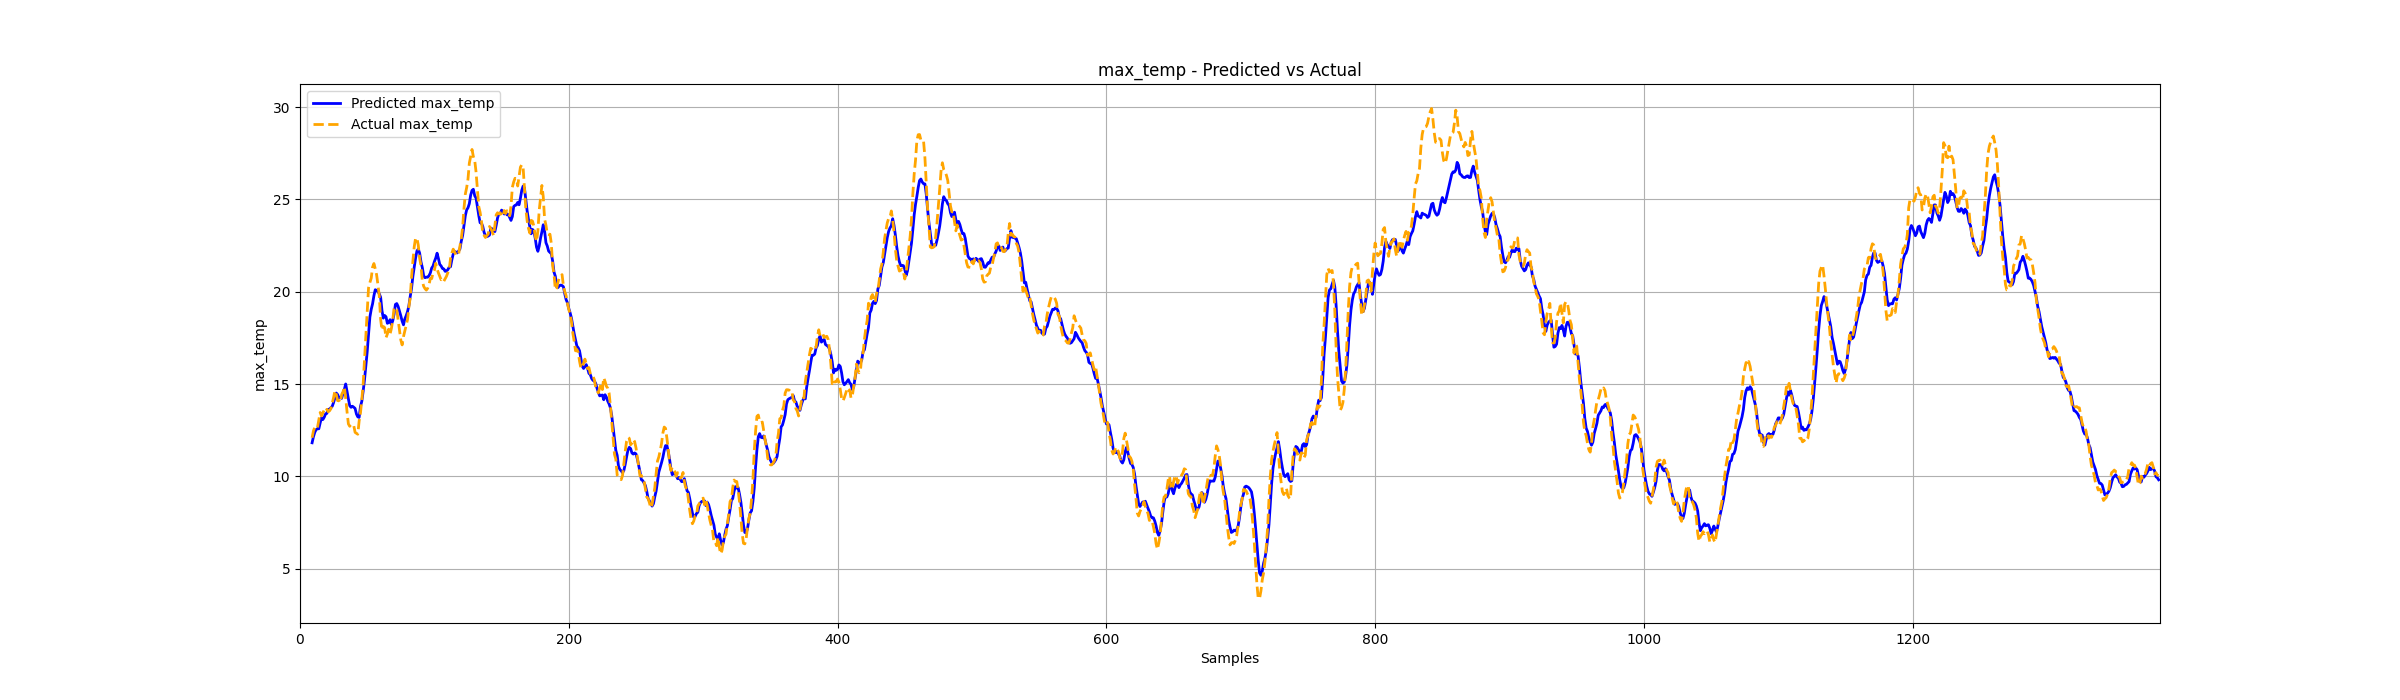 max_temp - Predicted vs Actual
Predicted max_temp
Actual max_temp
30
25
20
15
10
5
max_temp
0
200
400
600
800
1000
1200
Samples